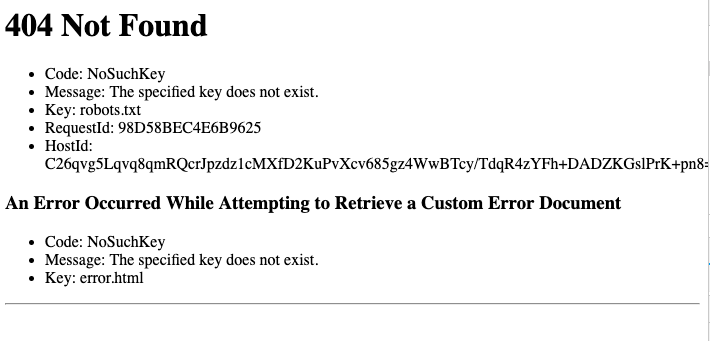 404 Not Found
Code: NoSuchKey
Message: The specified key does not exist.
Key: robots.txt
RequestId: 98D58BEC4E6B9625
HostId:
C26qvg5Lqvq8qmRQcrJpzdz1cMXfD2KuPvXcv685gz4WwBTcy/TdqR4zYFh+DADZKGslPrK+pn8=
An Error Occurred While Attempting to Retrieve a Custom Error Document
Code: NoSuchKey
Message: The specified key does not exist.
Key: error.html